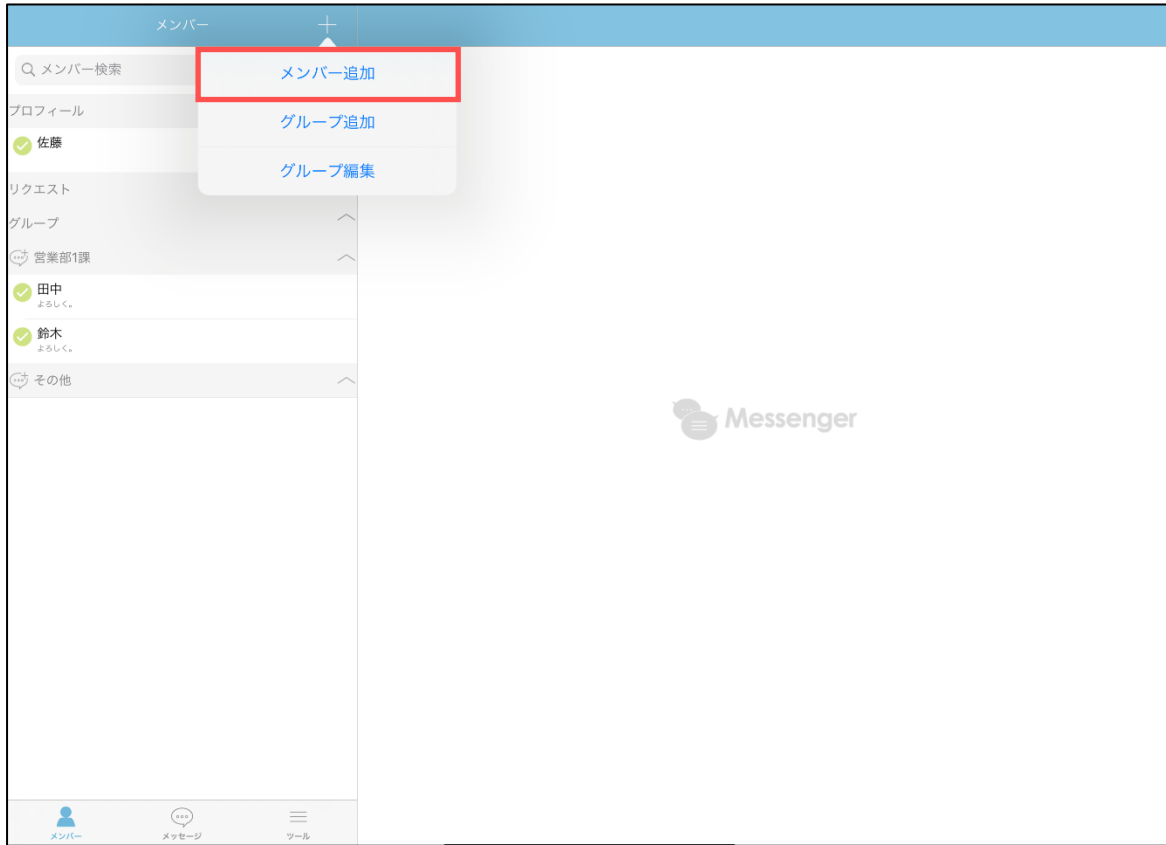 メンバー
メンバー検索
メンバー追加
グループ追加
グループ編集
プロフィール
佐藤
リクエスト
グループ
営業部1課
田中
よろしく。
鈴木
よろしく。
その他
Messenger
メンバー
メッセージ
ツール